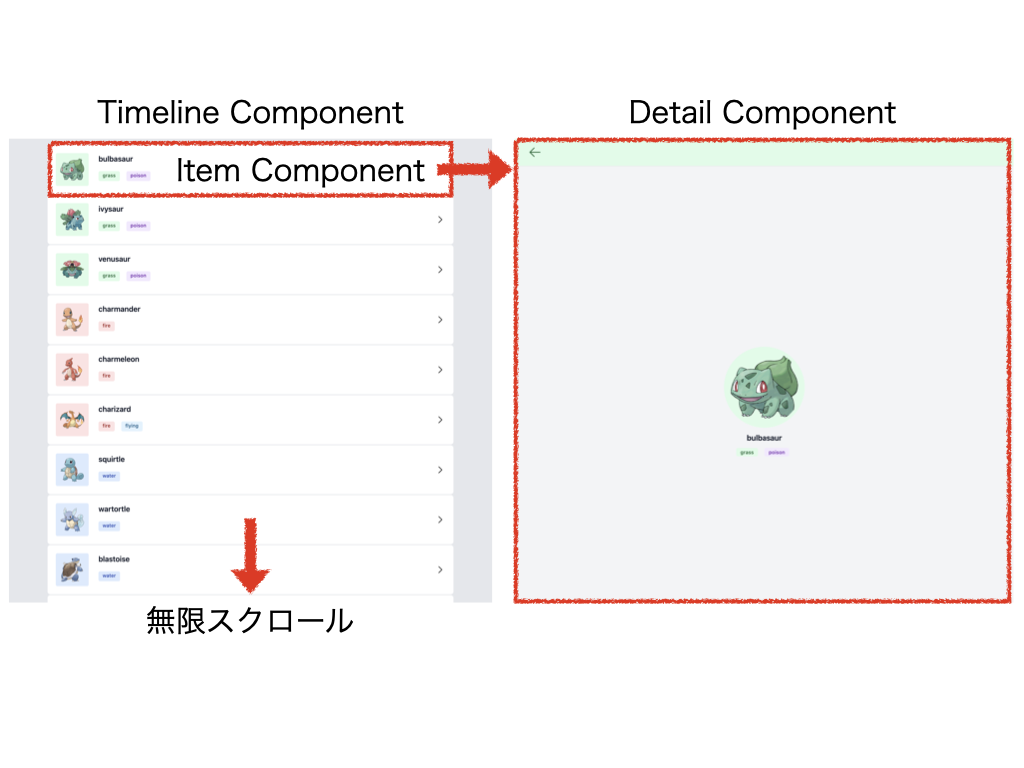 Timeline Component
bulbasaur
grass poison
Item Component
ivysaur
grass poison
venusaur
grass poison
charmander
fire
charmeleon
fire
charizard
fire flying
squirtle
water
wartortle
water
blastoise
water
無限スクロール
Detail Component
bulbasaur
grass poison